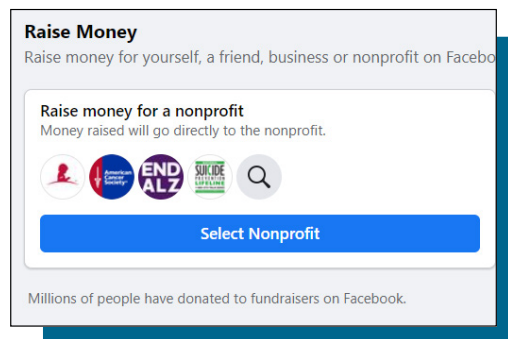 Raise Money
Raise money for yourself, a friend, business or nonprofit on Facebo
Raise money for a nonprofit
Money raised will go directly to the nonprofit.
American
Cancer
Society
END
ALZ
SUICIDE
PREVENTION
LIFELINE
Select Nonprofit
Millions of people have donated to fundraisers on Facebook.